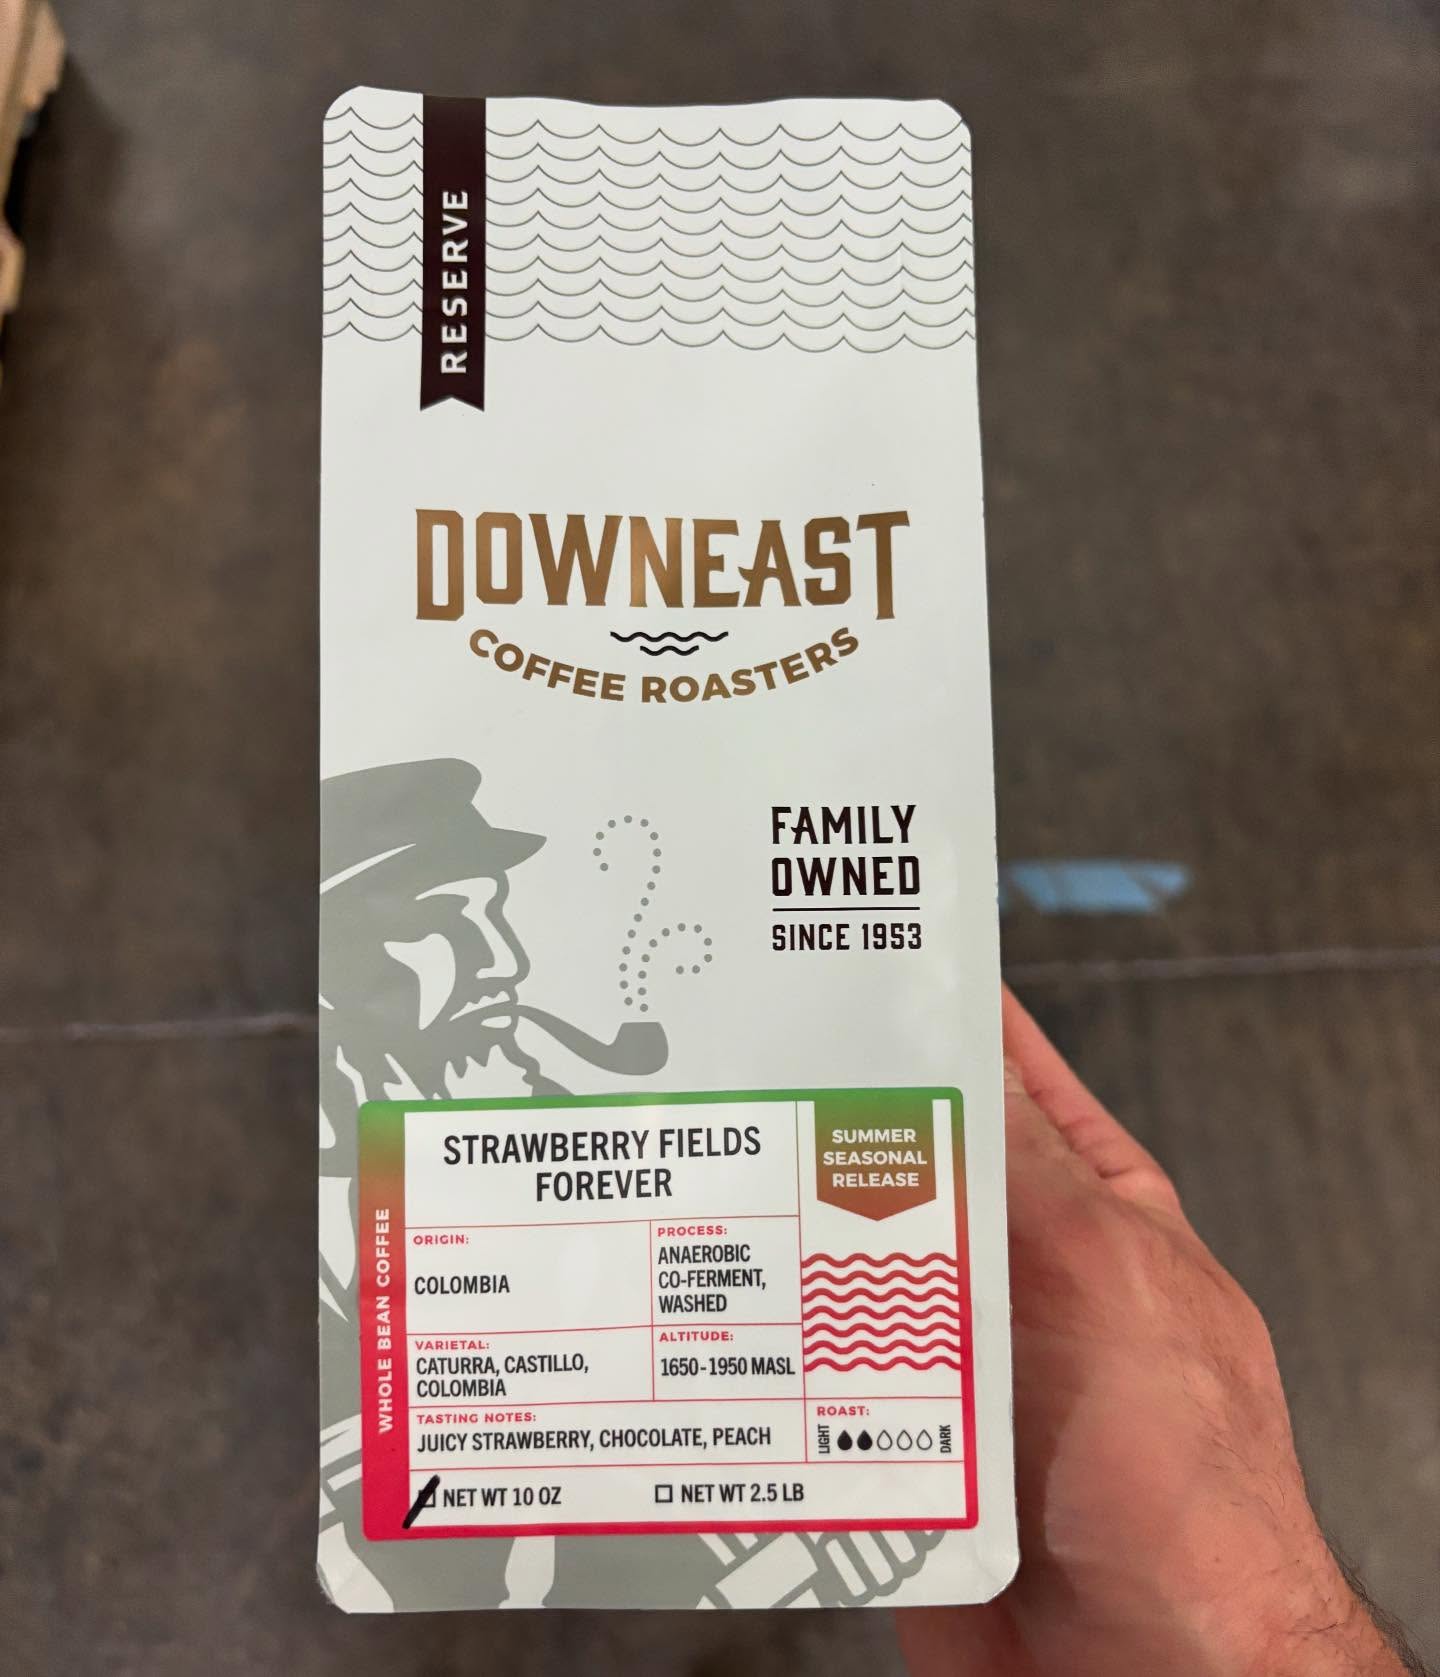 RESERVE
DOWNEAST
COFFEE ROASTERS
FAMILY
OWNED
SINCE 1953
WHOLE BEAN COFFEE
STRAWBERRY FIELDS
FOREVER
SUMMER
SEASONAL
RELEASE
ORIGIN:
COLOMBIA
PROCESS:
ANAEROBIC
CO-FERMENT,
WASHED
VARIETAL:
CATURRA, CASTILLO,
COLOMBIA
ALTITUDE:
1650-1950 MASL
TASTING NOTES:
JUICY STRAWBERRY, CHOCOLATE, PEACH
ROAST:
LIGHT
DARK
NET WT 10 OZ
NET WT 2.5 LB